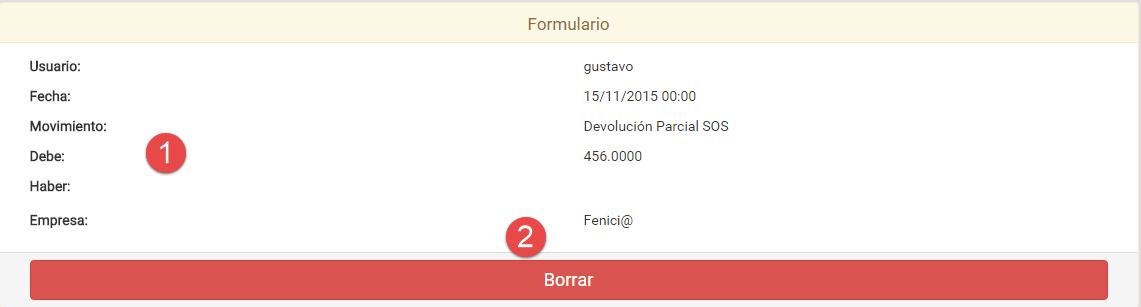 Formulario
Usuario: gustavo
Fecha: 15/11/2015 00:00
Movimiento: Devolución Parcial SOS
1
Debe: 456.0000
Haber:
Empresa: Fenici@
2
Borrar